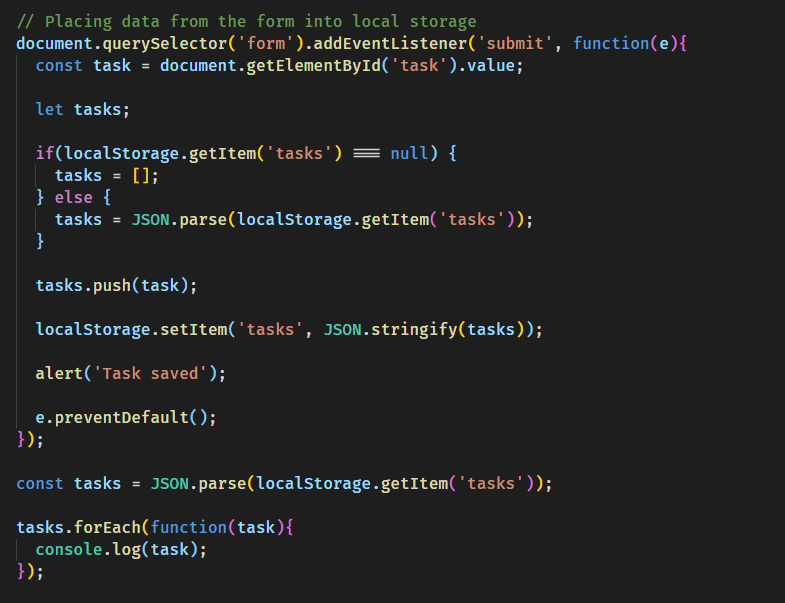 // Placing data from the form into local storage
document.querySelector('form').addEventListener('submit', function(e){
const task = document.getElementById('task').value;
let tasks;
if(localStorage.getItem('tasks') === null) {
tasks = [];
} else {
tasks = JSON.parse(localStorage.getItem('tasks'));
}
tasks.push(task);
localStorage.setItem('tasks', JSON.stringify(tasks));
alert('Task saved');
e.preventDefault();
});
const tasks = JSON.parse(localStorage.getItem('tasks'));
tasks.forEach(function(task){
console.log(task);
});